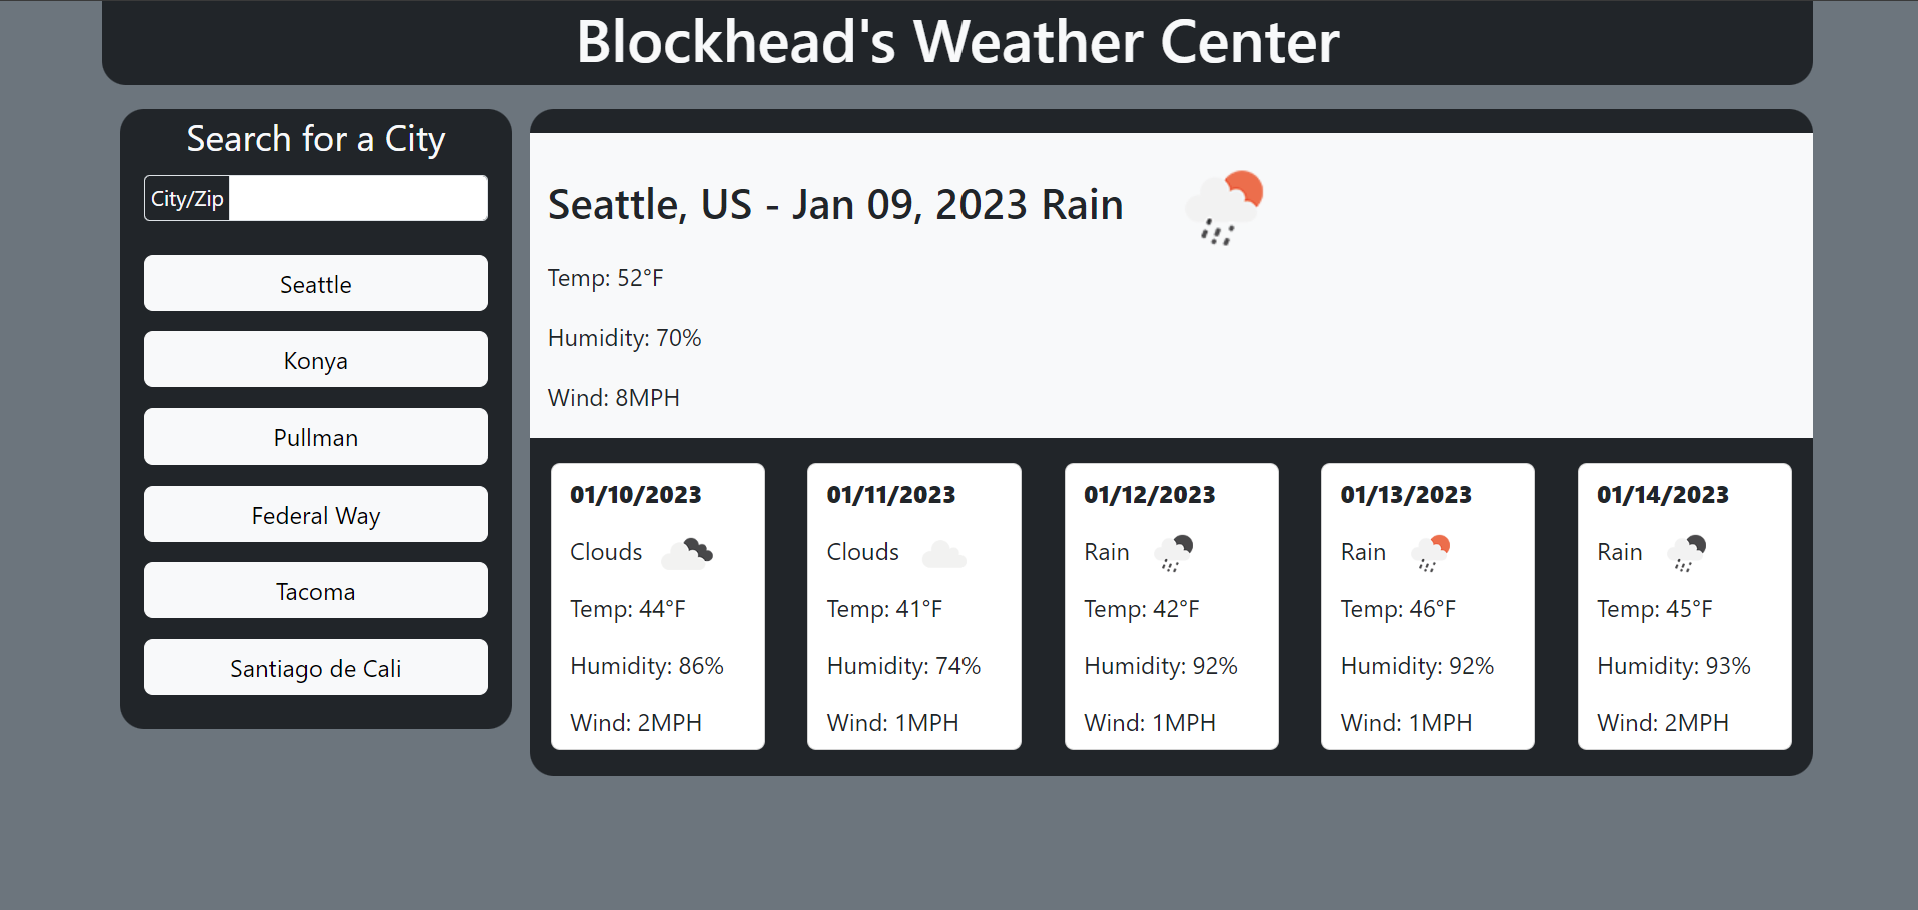 Blockhead's Weather Center
Search for a City
City/Zip
Seattle
Konya
Pullman
Federal Way
Tacoma
Santiago de Cali
Seattle, US - Jan 09, 2023 Rain
Temp: 52°F
Humidity: 70%
Wind: 8MPH
01/10/2023
Clouds
Temp: 44°F
Humidity: 86%
Wind: 2MPH
01/11/2023
Clouds
Temp: 41°F
Humidity: 74%
Wind: 1MPH
01/12/2023
Rain
Temp: 42°F
Humidity: 92%
Wind: 1MPH
01/13/2023
Rain
Temp: 46°F
Humidity: 92%
Wind: 1MPH
01/14/2023
Rain
Temp: 45°F
Humidity: 93%
Wind: 2MPH